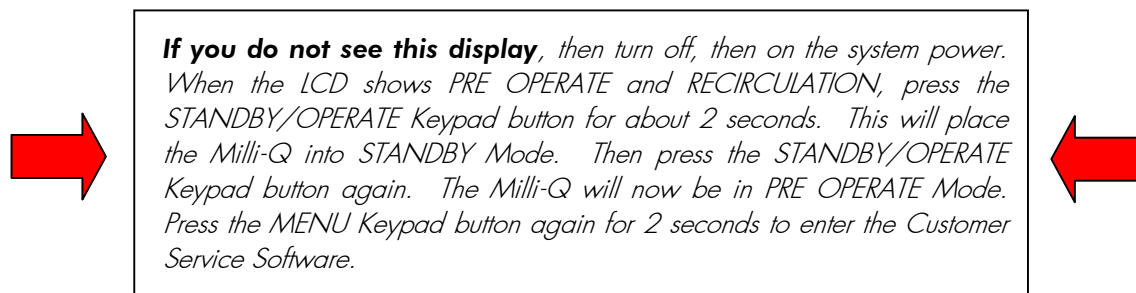 If you do not see this display, then turn off, then on the system power.
When the LCD shows PRE OPERATE and RECIRCULATION, press the
STANDBY/OPERATE Keypad button for about 2 seconds. This will place
the Milli-Q into STANDBY Mode. Then press the STANDBY/OPERATE
Keypad button again. The Milli-Q will now be in PRE OPERATE Mode.
Press the MENU Keypad button again for 2 seconds to enter the Customer
Service Software.